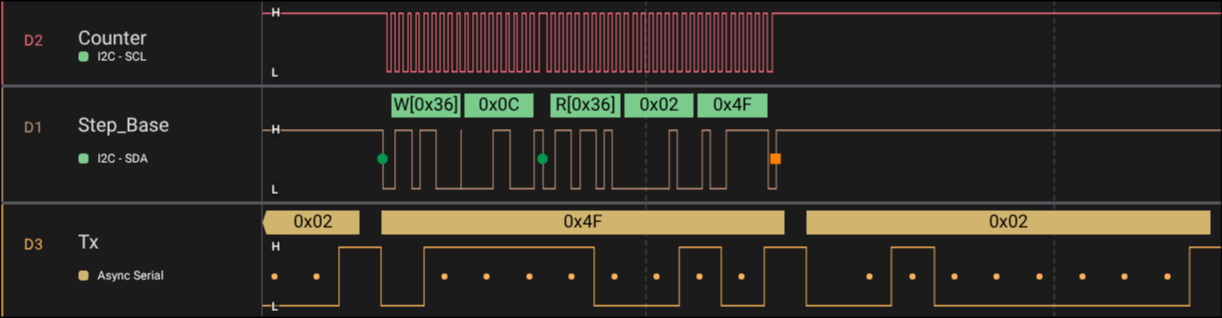 D2 Counter H
I2C - SCL
L
W[0x36] 0x0C R[0x36] 0x02 0x4F
D1 Step_Base H
I2C - SDA
L
0x02 0x4F 0x02
D3 Tx H
Async Serial
L